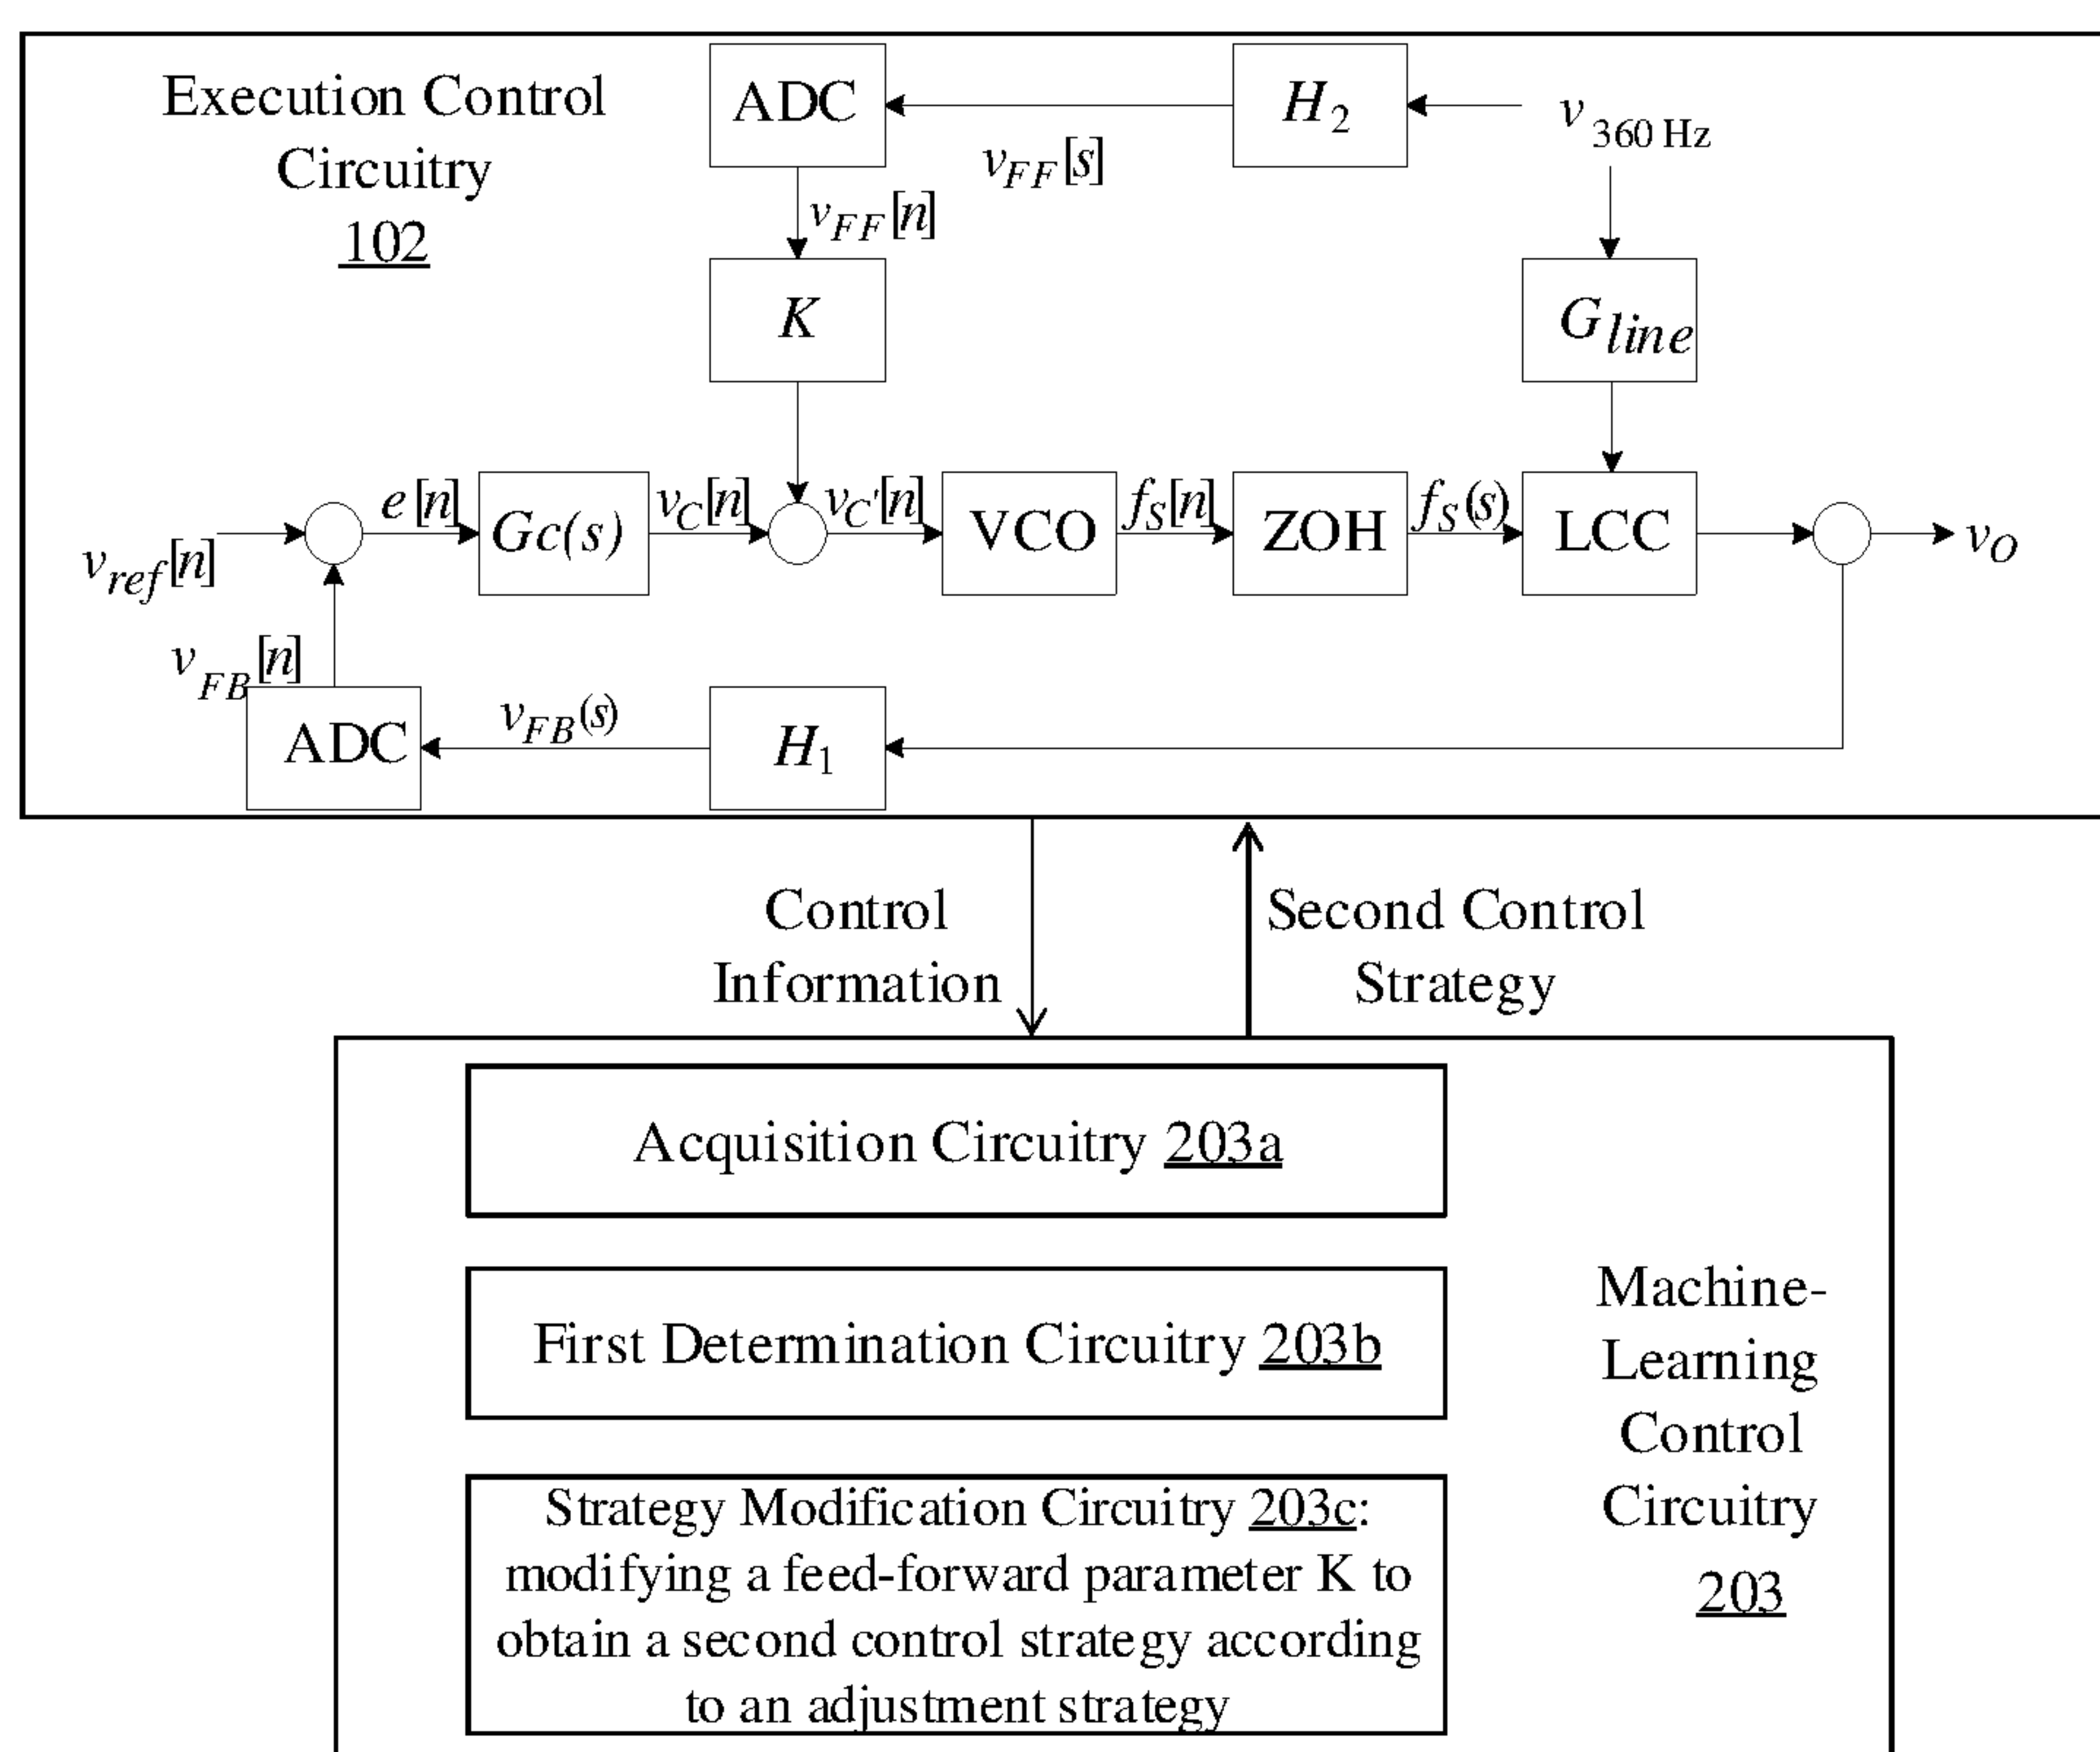 Execution Control
Circuitry
102
ADC
H2
v360 Hz
vFF[s]
vFF[n]
K
Gline
vref[n]
e[n]
Gc(s)
vC[n]
vC'[n]
VCO
fS[n]
ZOH
fS(s)
LCC
vO
vFB[n]
ADC
vFB(s)
H1
Control
Information
Second Control
Strategy
Acquisition Circuitry 203a
First Determination Circuitry 203b
Strategy Modification Circuitry 203c:
modifying a feed-forward parameter K to
obtain a second control strategy according
to an adjustment strategy
Machine-
Learning
Control
Circuitry
203